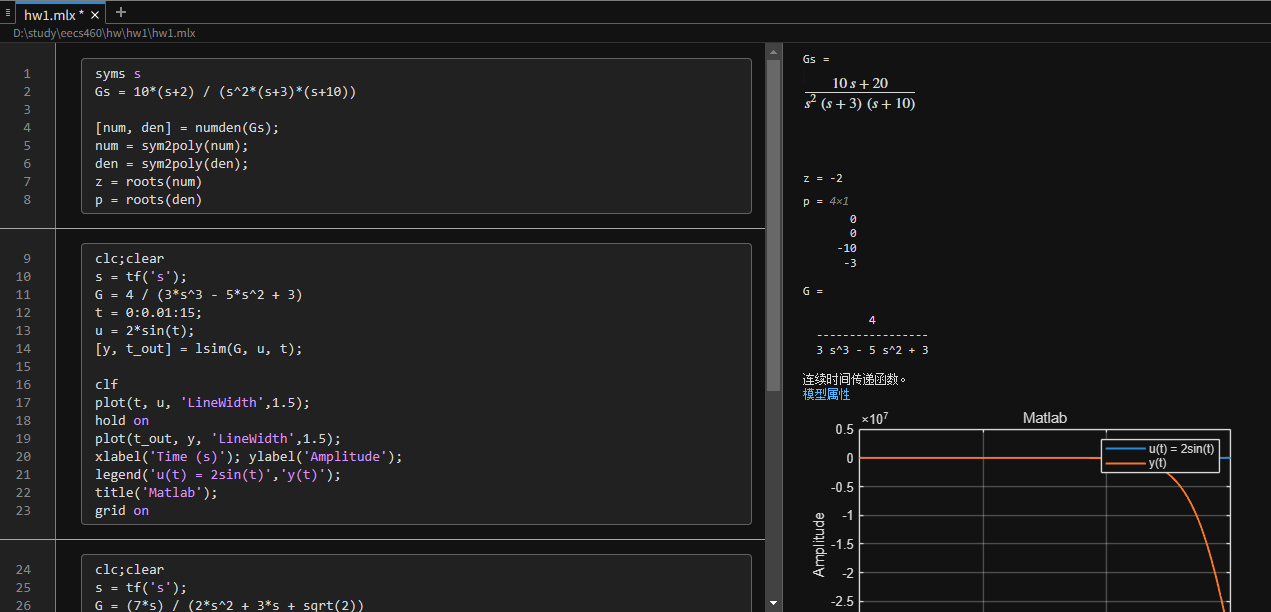 hw1.mlx *
D:\study\eecs460\hw\hw1\hw1.mlx
1 syms s
2 Gs = 10*(s+2) / (s^2*(s+3)*(s+10))
3
4 [num, den] = numden(Gs);
5 num = sym2poly(num);
6 den = sym2poly(den);
7 z = roots(num)
8 p = roots(den)
9 clc;clear
10 s = tf('s');
11 G = 4 / (3*s^3 - 5*s^2 + 3)
12 t = 0:0.01:15;
13 u = 2*sin(t);
14 [y, t_out] = lsim(G, u, t);
15
16 clf
17 plot(t, u, 'LineWidth',1.5);
18 hold on
19 plot(t_out, y, 'LineWidth',1.5);
20 xlabel('Time (s)'); ylabel('Amplitude');
21 legend('u(t) = 2sin(t)','y(t)');
22 title('Matlab');
23 grid on
24 clc;clear
25 s = tf('s');
26 G = (7*s) / (2*s^2 + 3*s + sqrt(2))
Gs =
10 s + 20
s² (s + 3) (s + 10)
z = -2
p = 4×1
0
0
-10
-3
G =
4
-----------------
3 s^3 - 5 s^2 + 3
连续时间传递函数。
模型属性
×10⁷
Matlab
0.5
0
-0.5
-1
-1.5
-2
-2.5
Amplitude
u(t) = 2sin(t)
y(t)